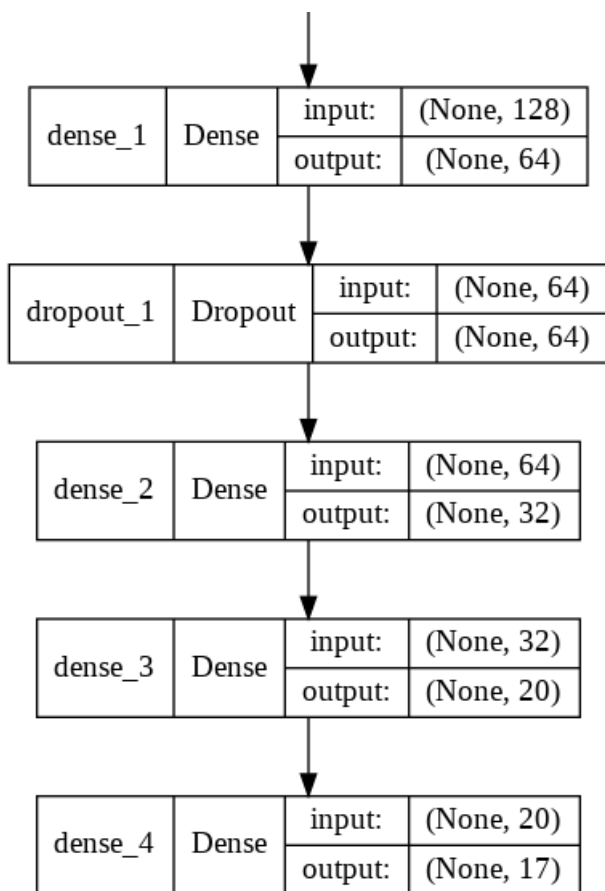 dense_1 Dense input: (None, 128)
output: (None, 64)
dropout_1 Dropout input: (None, 64)
output: (None, 64)
dense_2 Dense input: (None, 64)
output: (None, 32)
dense_3 Dense input: (None, 32)
output: (None, 20)
dense_4 Dense input: (None, 20)
output: (None, 17)